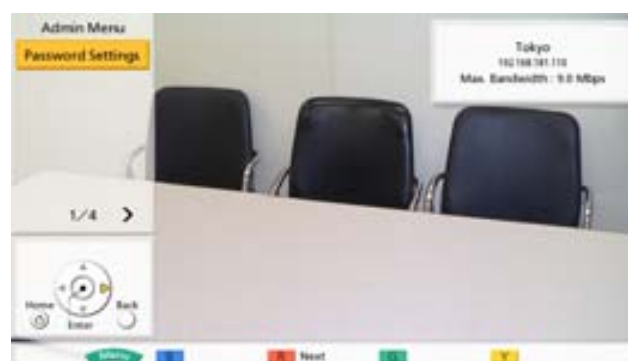 Admin Menu
Password Settings
Tokyo
192.168.181.110
Max. Bandwidth : 9.0 Mbps
1/4
Home
Enter
Back
Menu
B
R Next
G
Y